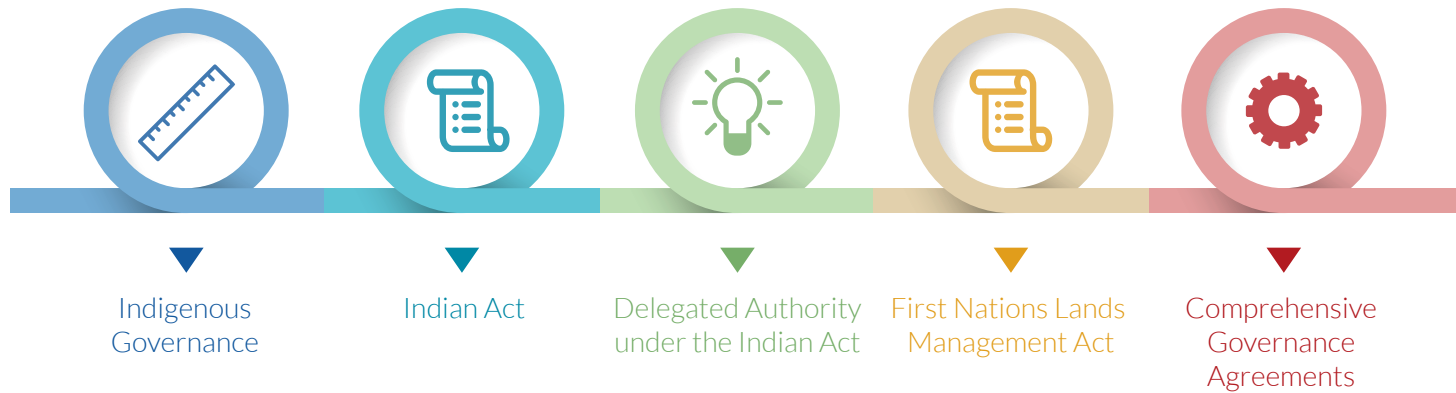 Indigenous
Governance
Indian Act
Delegated Authority
under the Indian Act
First Nations Lands
Management Act
Comprehensive
Governance
Agreements